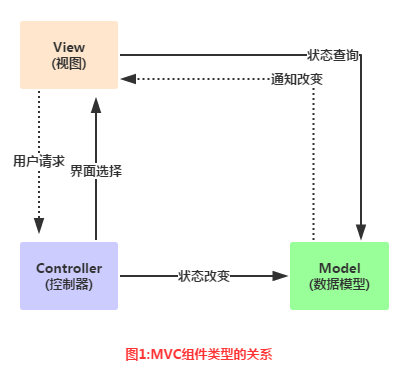 View
(视图)
状态查询
通知改变
用户请求
界面选择
Controller
(控制器)
状态改变
Model
(数据模型)
图1:MVC组件类型的关系